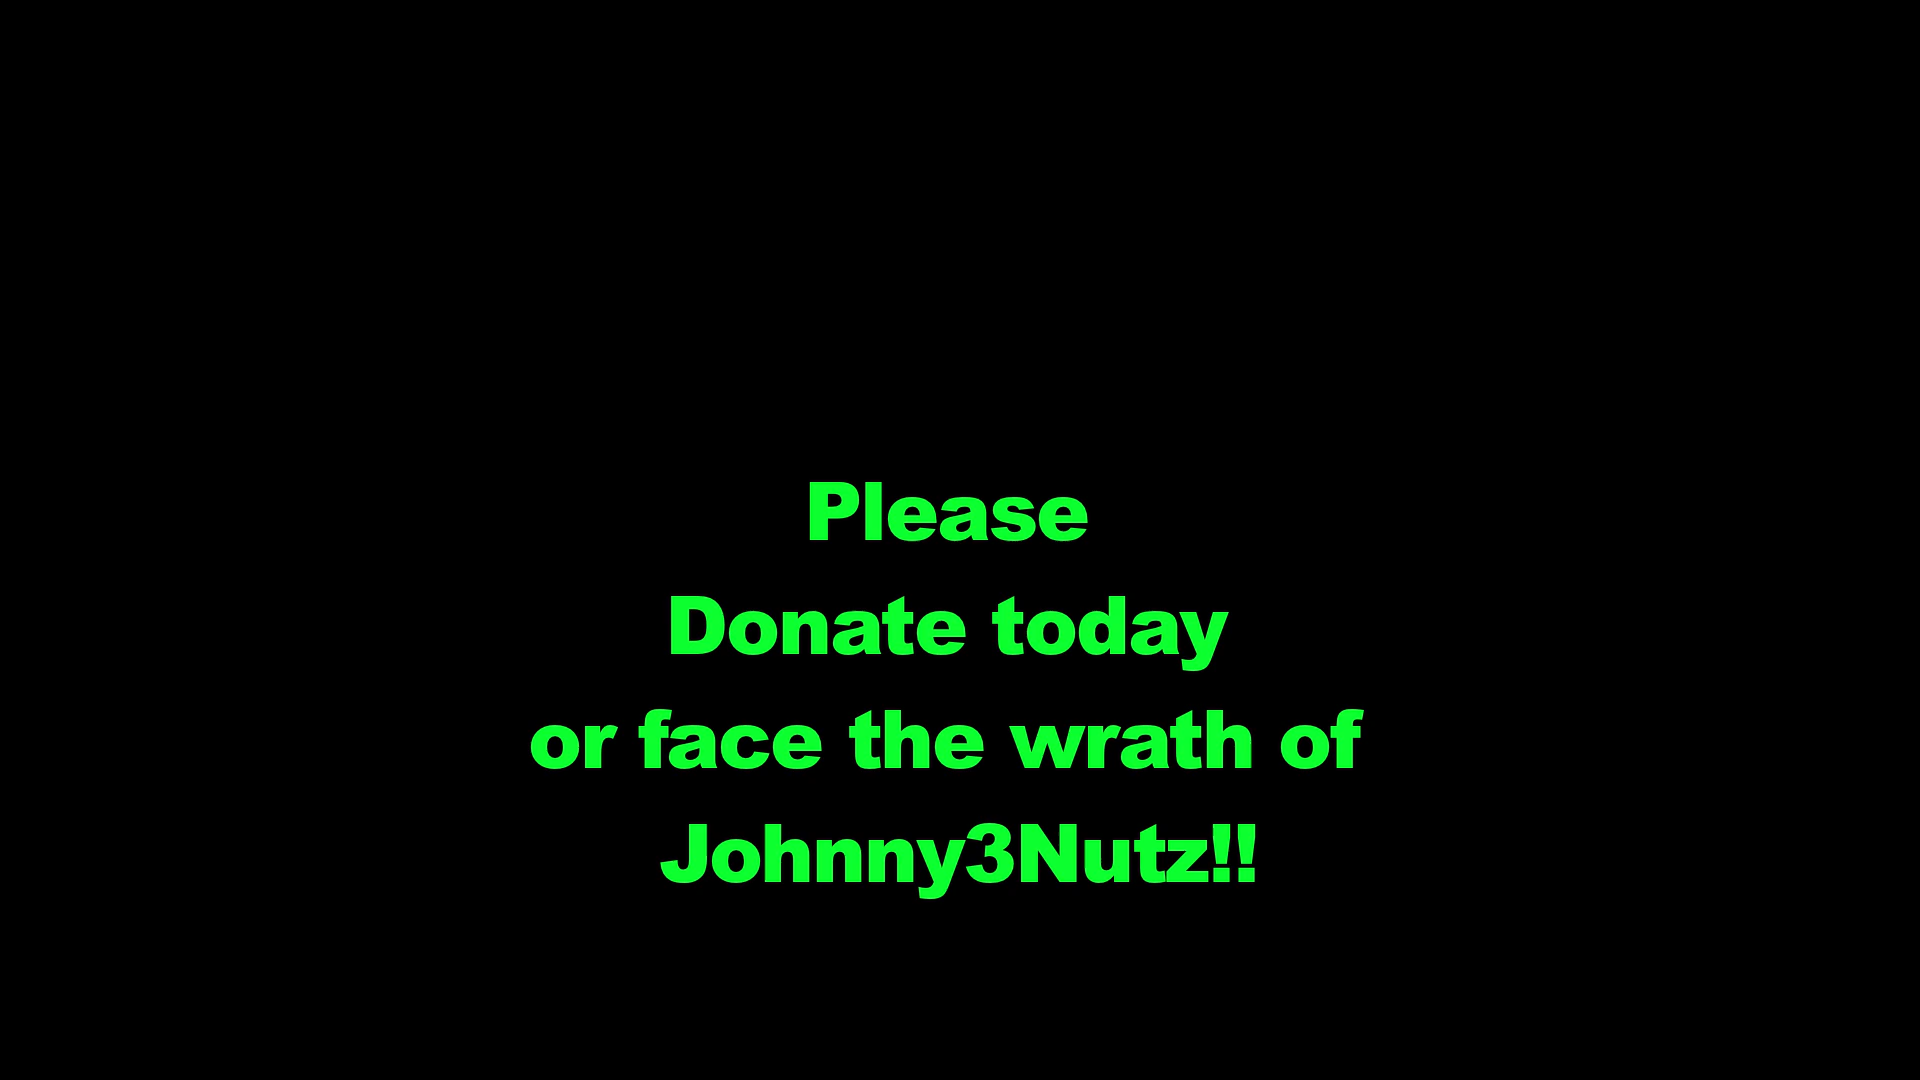 Please
Donate today
or face the wrath of
Johnny3Nutz!!